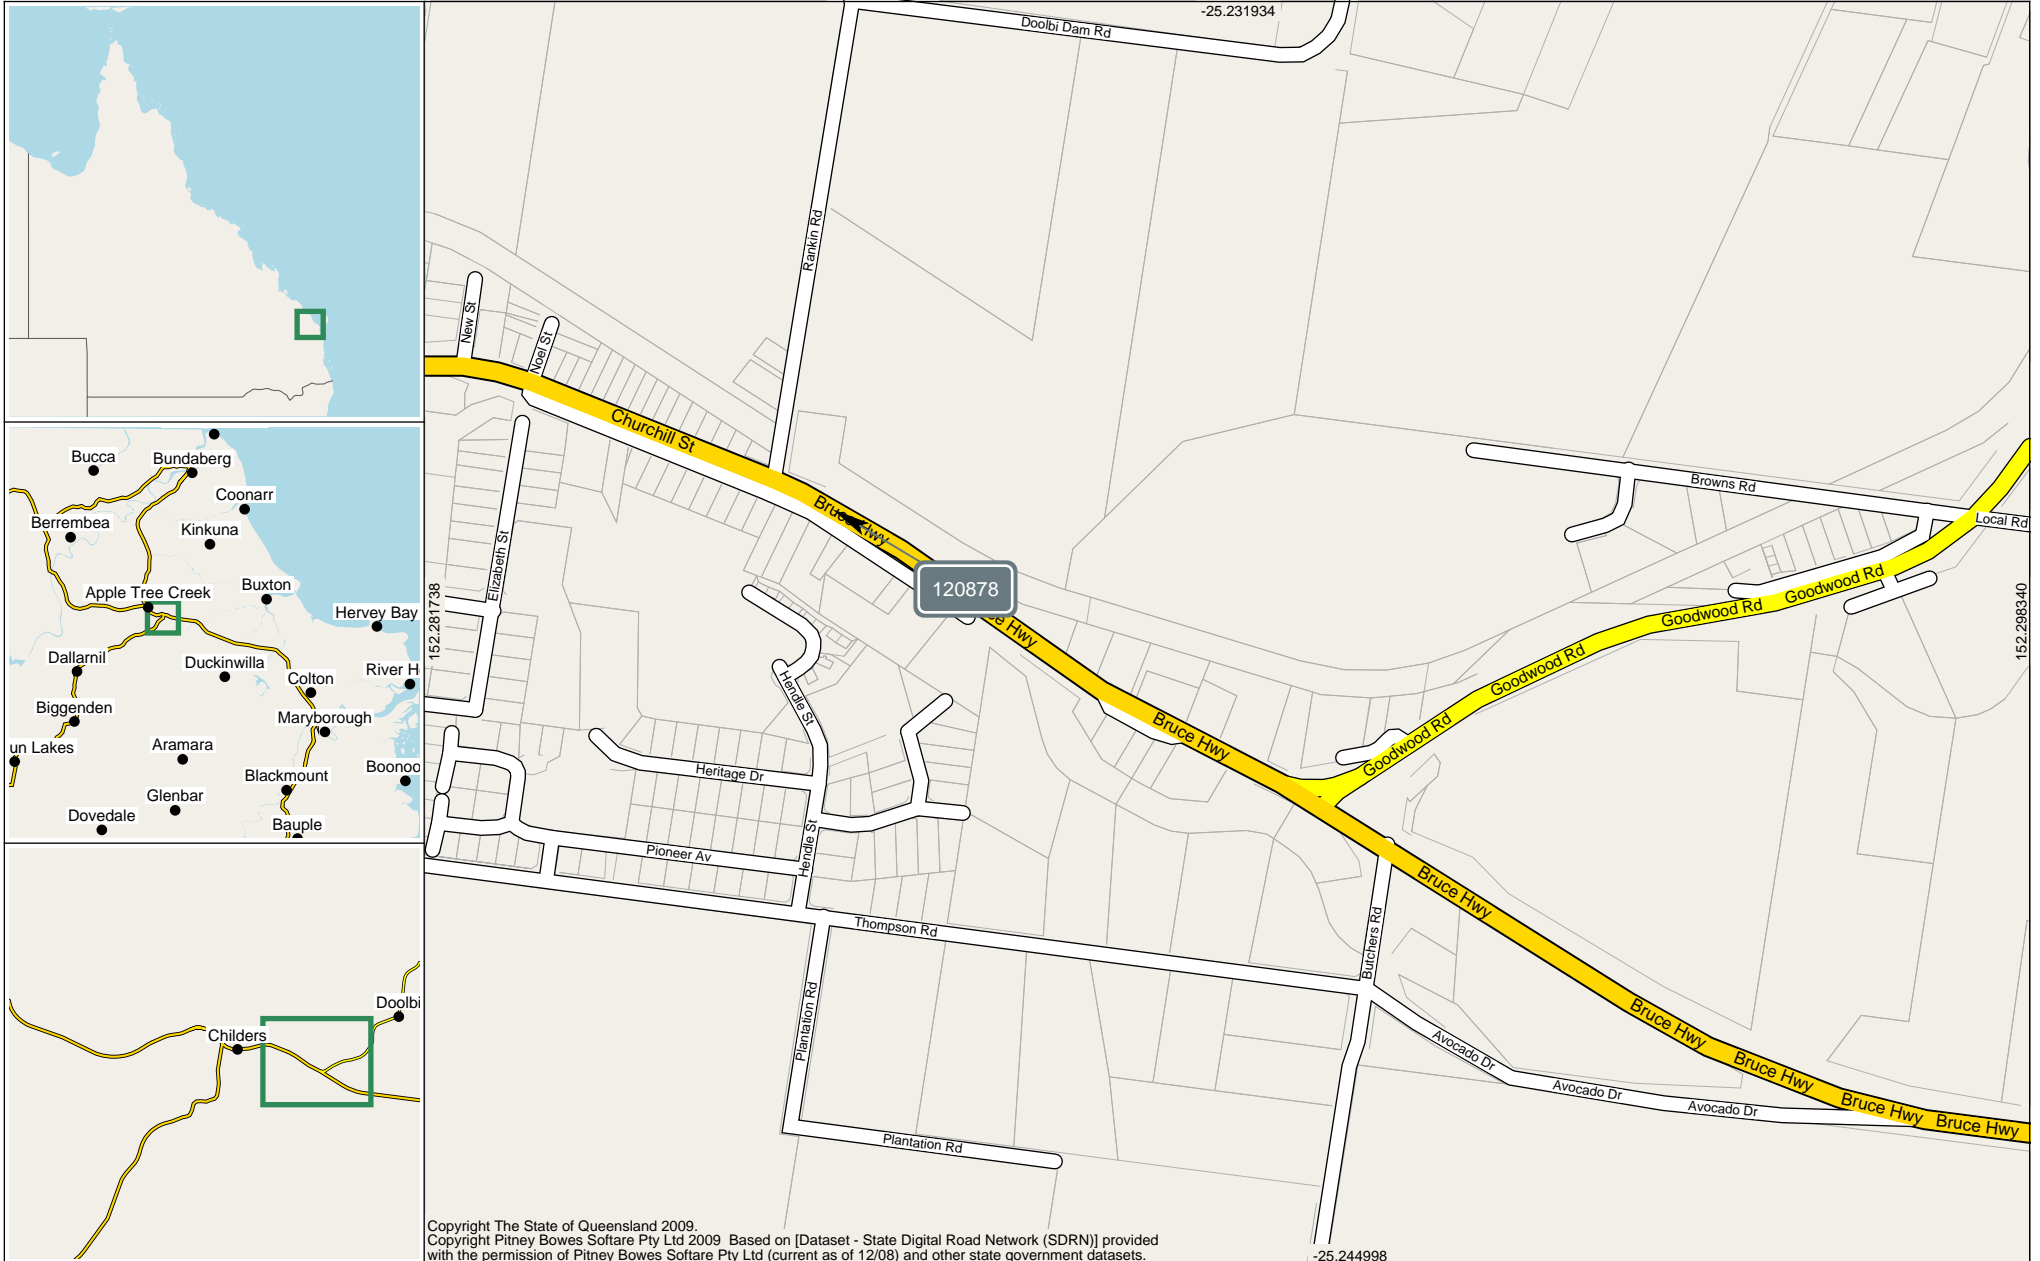 -25.231934
Doolbi Dam Rd
Rankin Rd
New St
Noel St
Churchill St
Bruce Hwy
Elizabeth St
120878
Bruce Hwy
Browns Rd
Local Rd
Goodwood Rd
Goodwood Rd
Goodwood Rd
Goodwood Rd
152.281738
152.298340
Hendle St
Bruce Hwy
Heritage Dr
Hendle St
Pioneer Av
Thompson Rd
Bruce Hwy
Butchers Rd
Plantation Rd
Plantation Rd
Avocado Dr
Avocado Dr
Avocado Dr
Bruce Hwy
Bruce Hwy
Bruce Hwy
Bruce Hwy
Bucca
Bundaberg
Coonarr
Berrembea
Kinkuna
Apple Tree Creek
Buxton
Hervey Bay
Dallarnil
Duckinwilla
River H
Colton
Biggenden
Maryborough
un Lakes
Aramara
Boonoo
Blackmount
Glenbar
Dovedale
Bauple
Doolbi
Childers
Copyright The State of Queensland 2009.
Copyright Pitney Bowes Softare Pty Ltd 2009 Based on [Dataset - State Digital Road Network (SDRN)] provided
with the permission of Pitney Bowes Softare Pty Ltd (current as of 12/08) and other state government datasets.
-25.244998